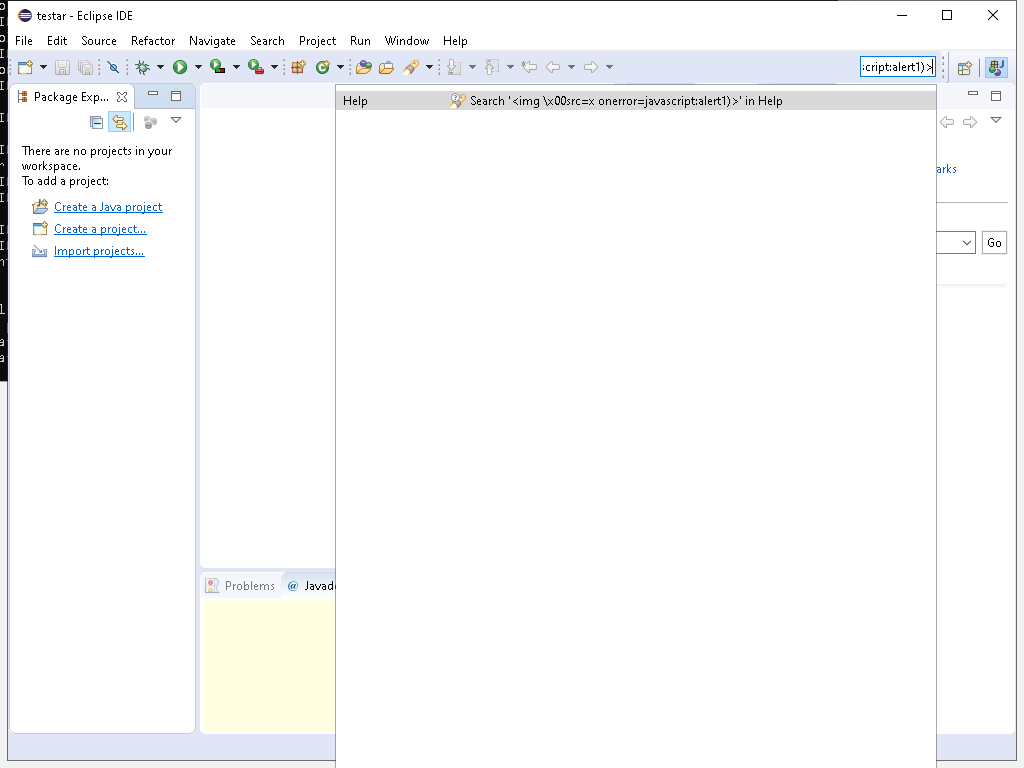 testar - Eclipse IDE
File Edit Source Refactor Navigate Search Project Run Window Help
:cript:alert1)>
Package Exp...
Help Search '<img \x00src=x onerror=javascript:alert1)>' in Help
There are no projects in your
workspace.
To add a project:
arks
Create a Java project
Create a project...
Go
Import projects...
Problems @ Javad